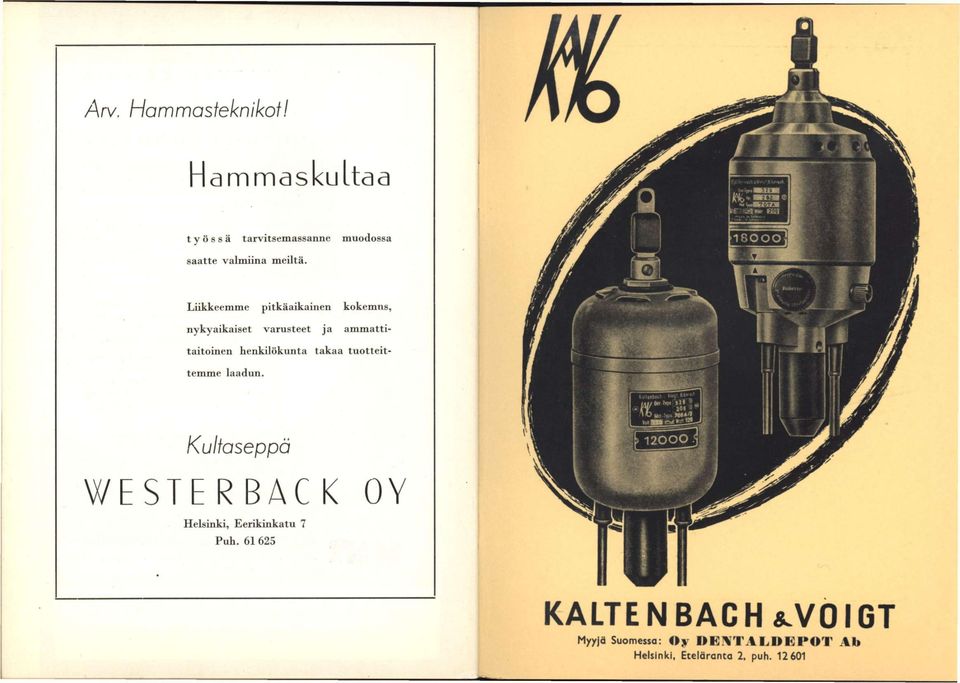 Arv. Hammasteknikot!
Hammaskultaa
työssä tarvitsemassanne muodossa
saatte valmiina meiltä.
Liikkeemme pitkäaikainen kokemns,
nykyaikaiset varusteet ja ammatti-
taitoinen henkilökunta takaa tuotteit-
temme laadun.
Kultaseppä
WESTERBACK OY
Helsinki, Eerikinkatu 7
Puh. 61 625
KAVo
18000
12000
KALTENBACH & VOIGT
Myyjä Suomessa: Oy DENTALDEPOT Ab
Helsinki, Eteläranta 2, puh. 12 601